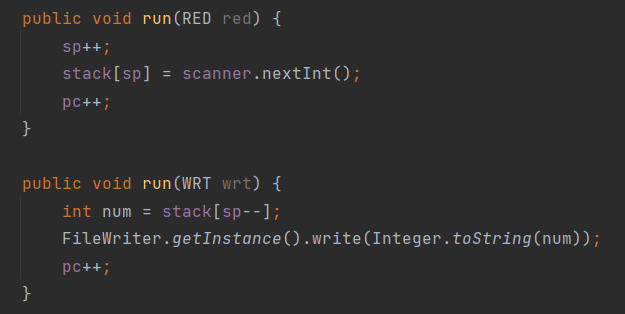 public void run(RED red) {
    sp++;
    stack[sp] = scanner.nextInt();
    pc++;
}

public void run(WRT wrt) {
    int num = stack[sp--];
    FileWriter.getInstance().write(Integer.toString(num));
    pc++;
}